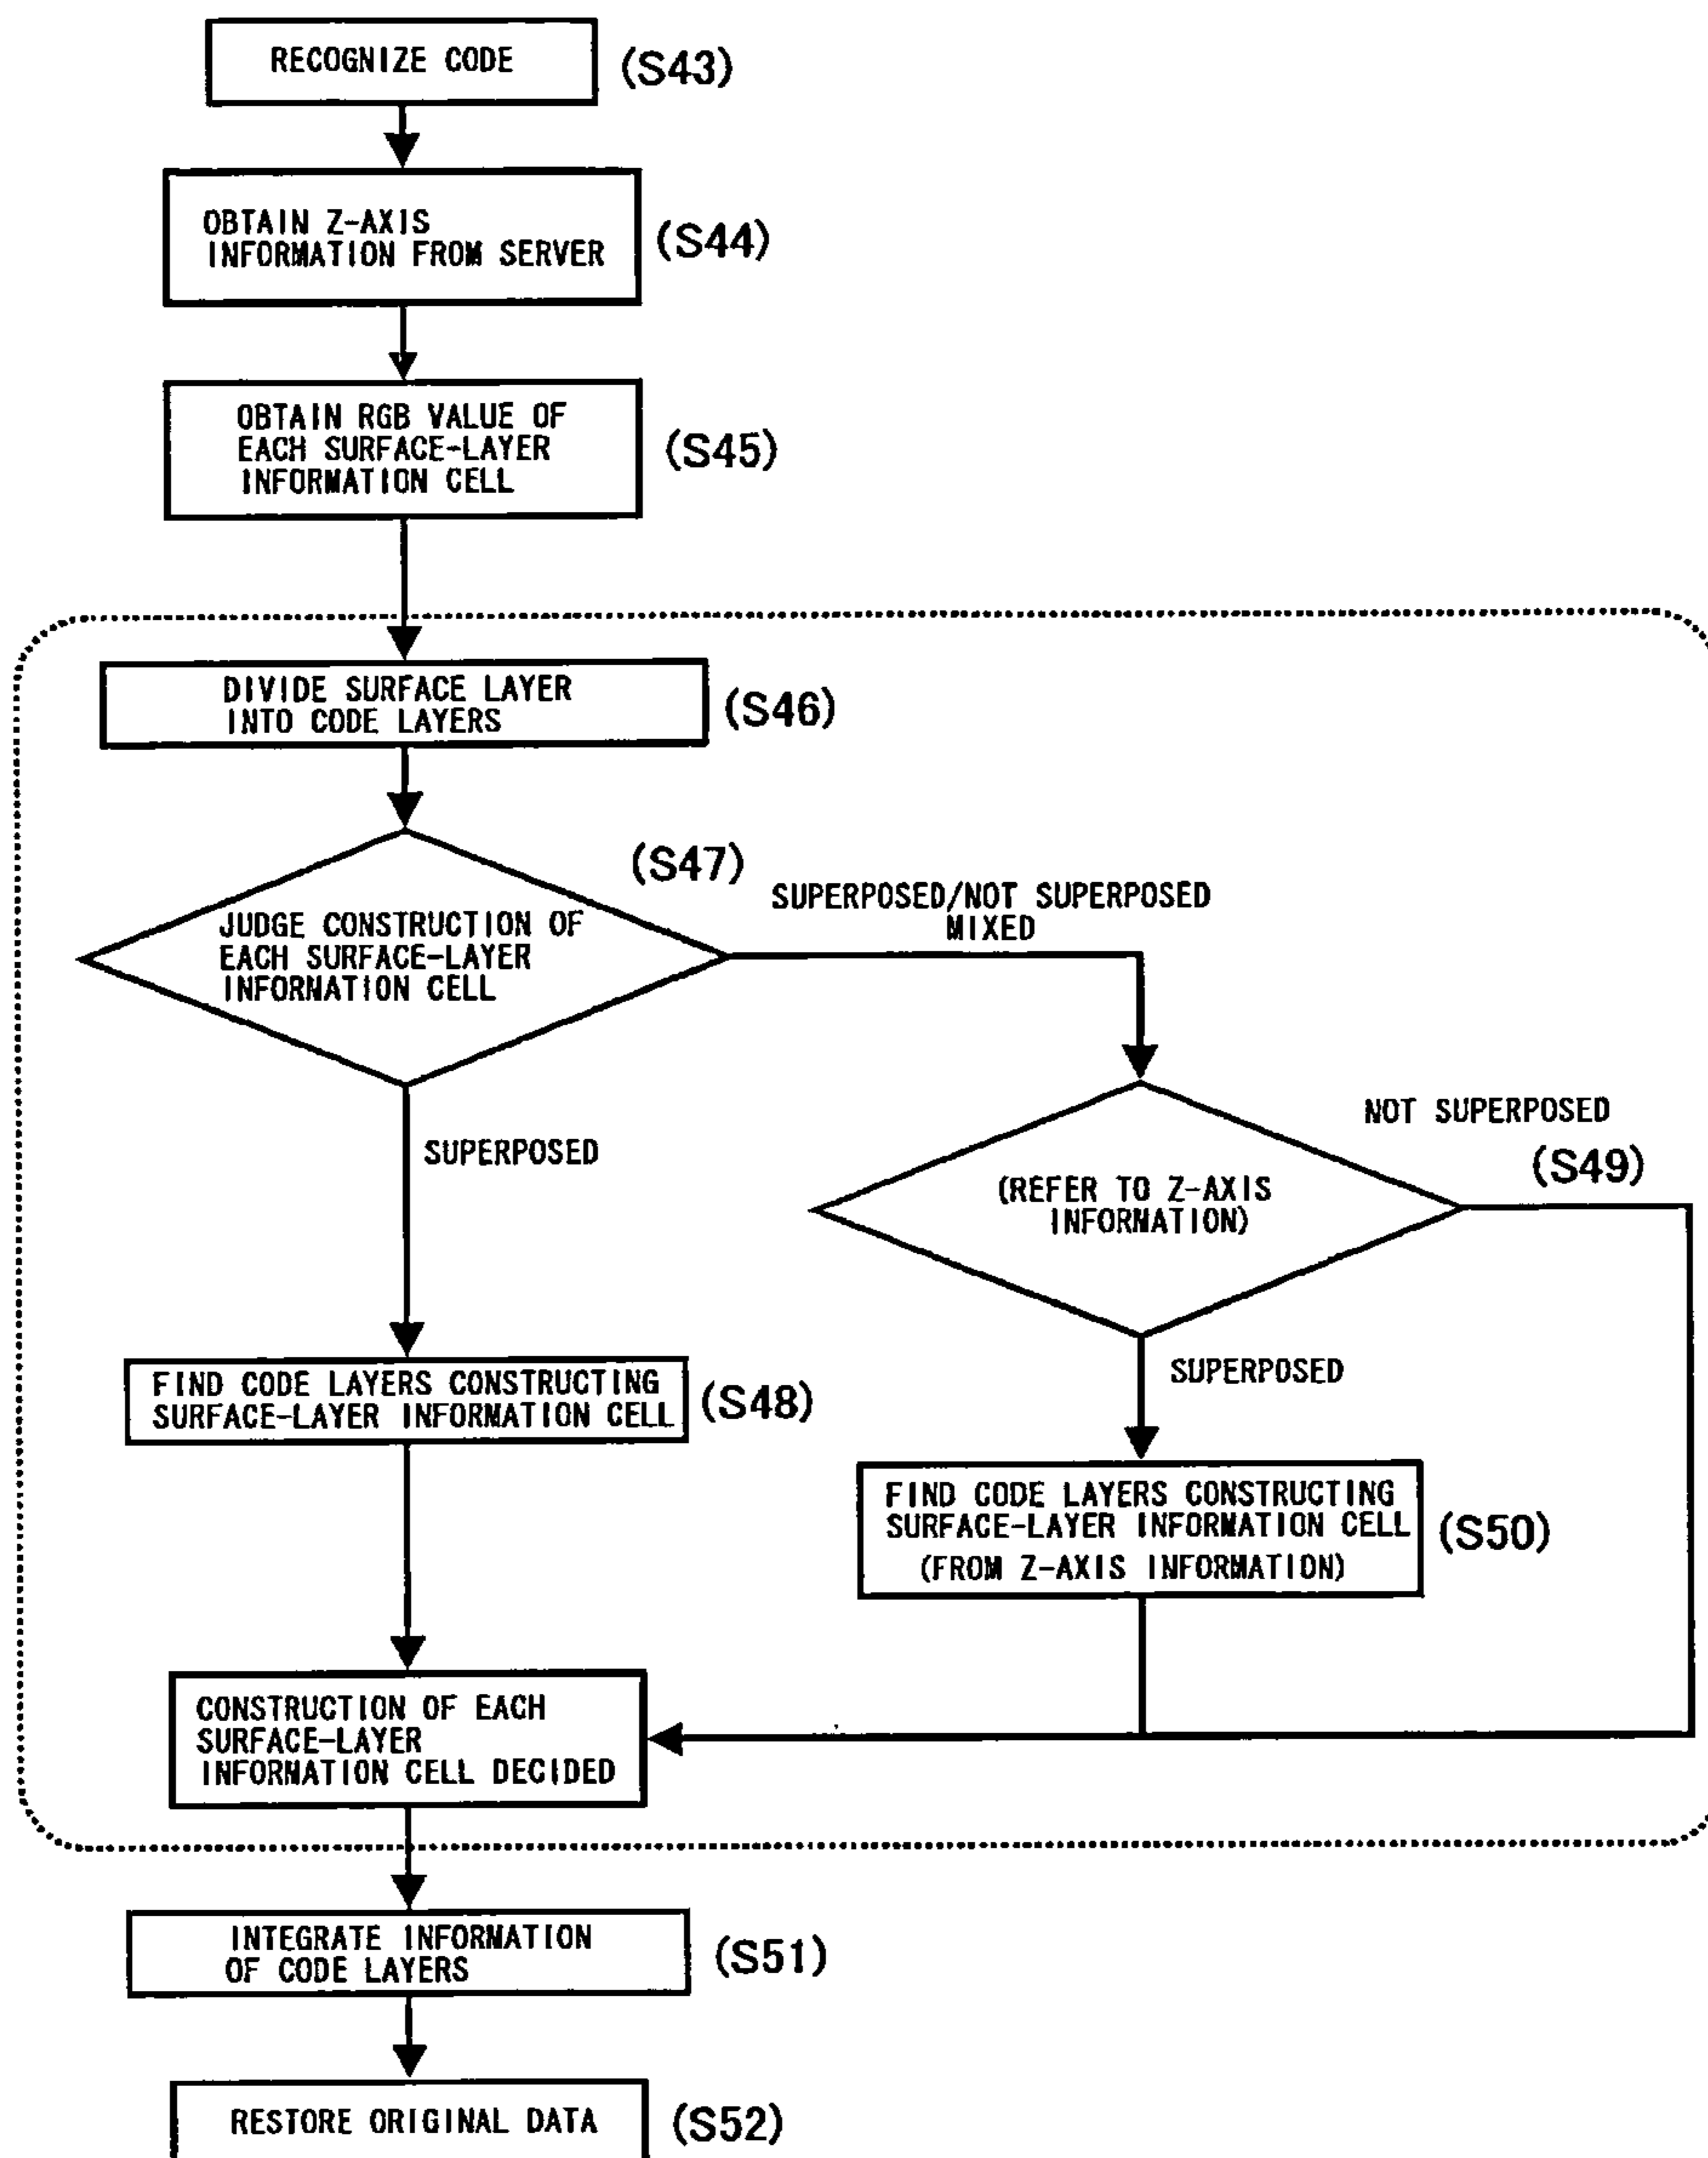 RECOGNIZE CODE
(S43)
OBTAIN Z-AXIS
INFORMATION FROM SERVER
(S44)
OBTAIN RGB VALUE OF
EACH SURFACE-LAYER
INFORMATION CELL
(S45)
DIVIDE SURFACE LAYER
INTO CODE LAYERS
(S46)
(S47)
JUDGE CONSTRUCTION OF
EACH SURFACE-LAYER
INFORMATION CELL
SUPERPOSED/NOT SUPERPOSED
MIXED
SUPERPOSED
NOT SUPERPOSED
(S49)
(REFER TO Z-AXIS
INFORMATION)
SUPERPOSED
FIND CODE LAYERS CONSTRUCTING
SURFACE-LAYER INFORMATION CELL
(S48)
FIND CODE LAYERS CONSTRUCTING
SURFACE-LAYER INFORMATION CELL
(FROM Z-AXIS INFORMATION)
(S50)
CONSTRUCTION OF EACH
SURFACE-LAYER
INFORMATION CELL DECIDED
INTEGRATE INFORMATION
OF CODE LAYERS
(S51)
RESTORE ORIGINAL DATA
(S52)